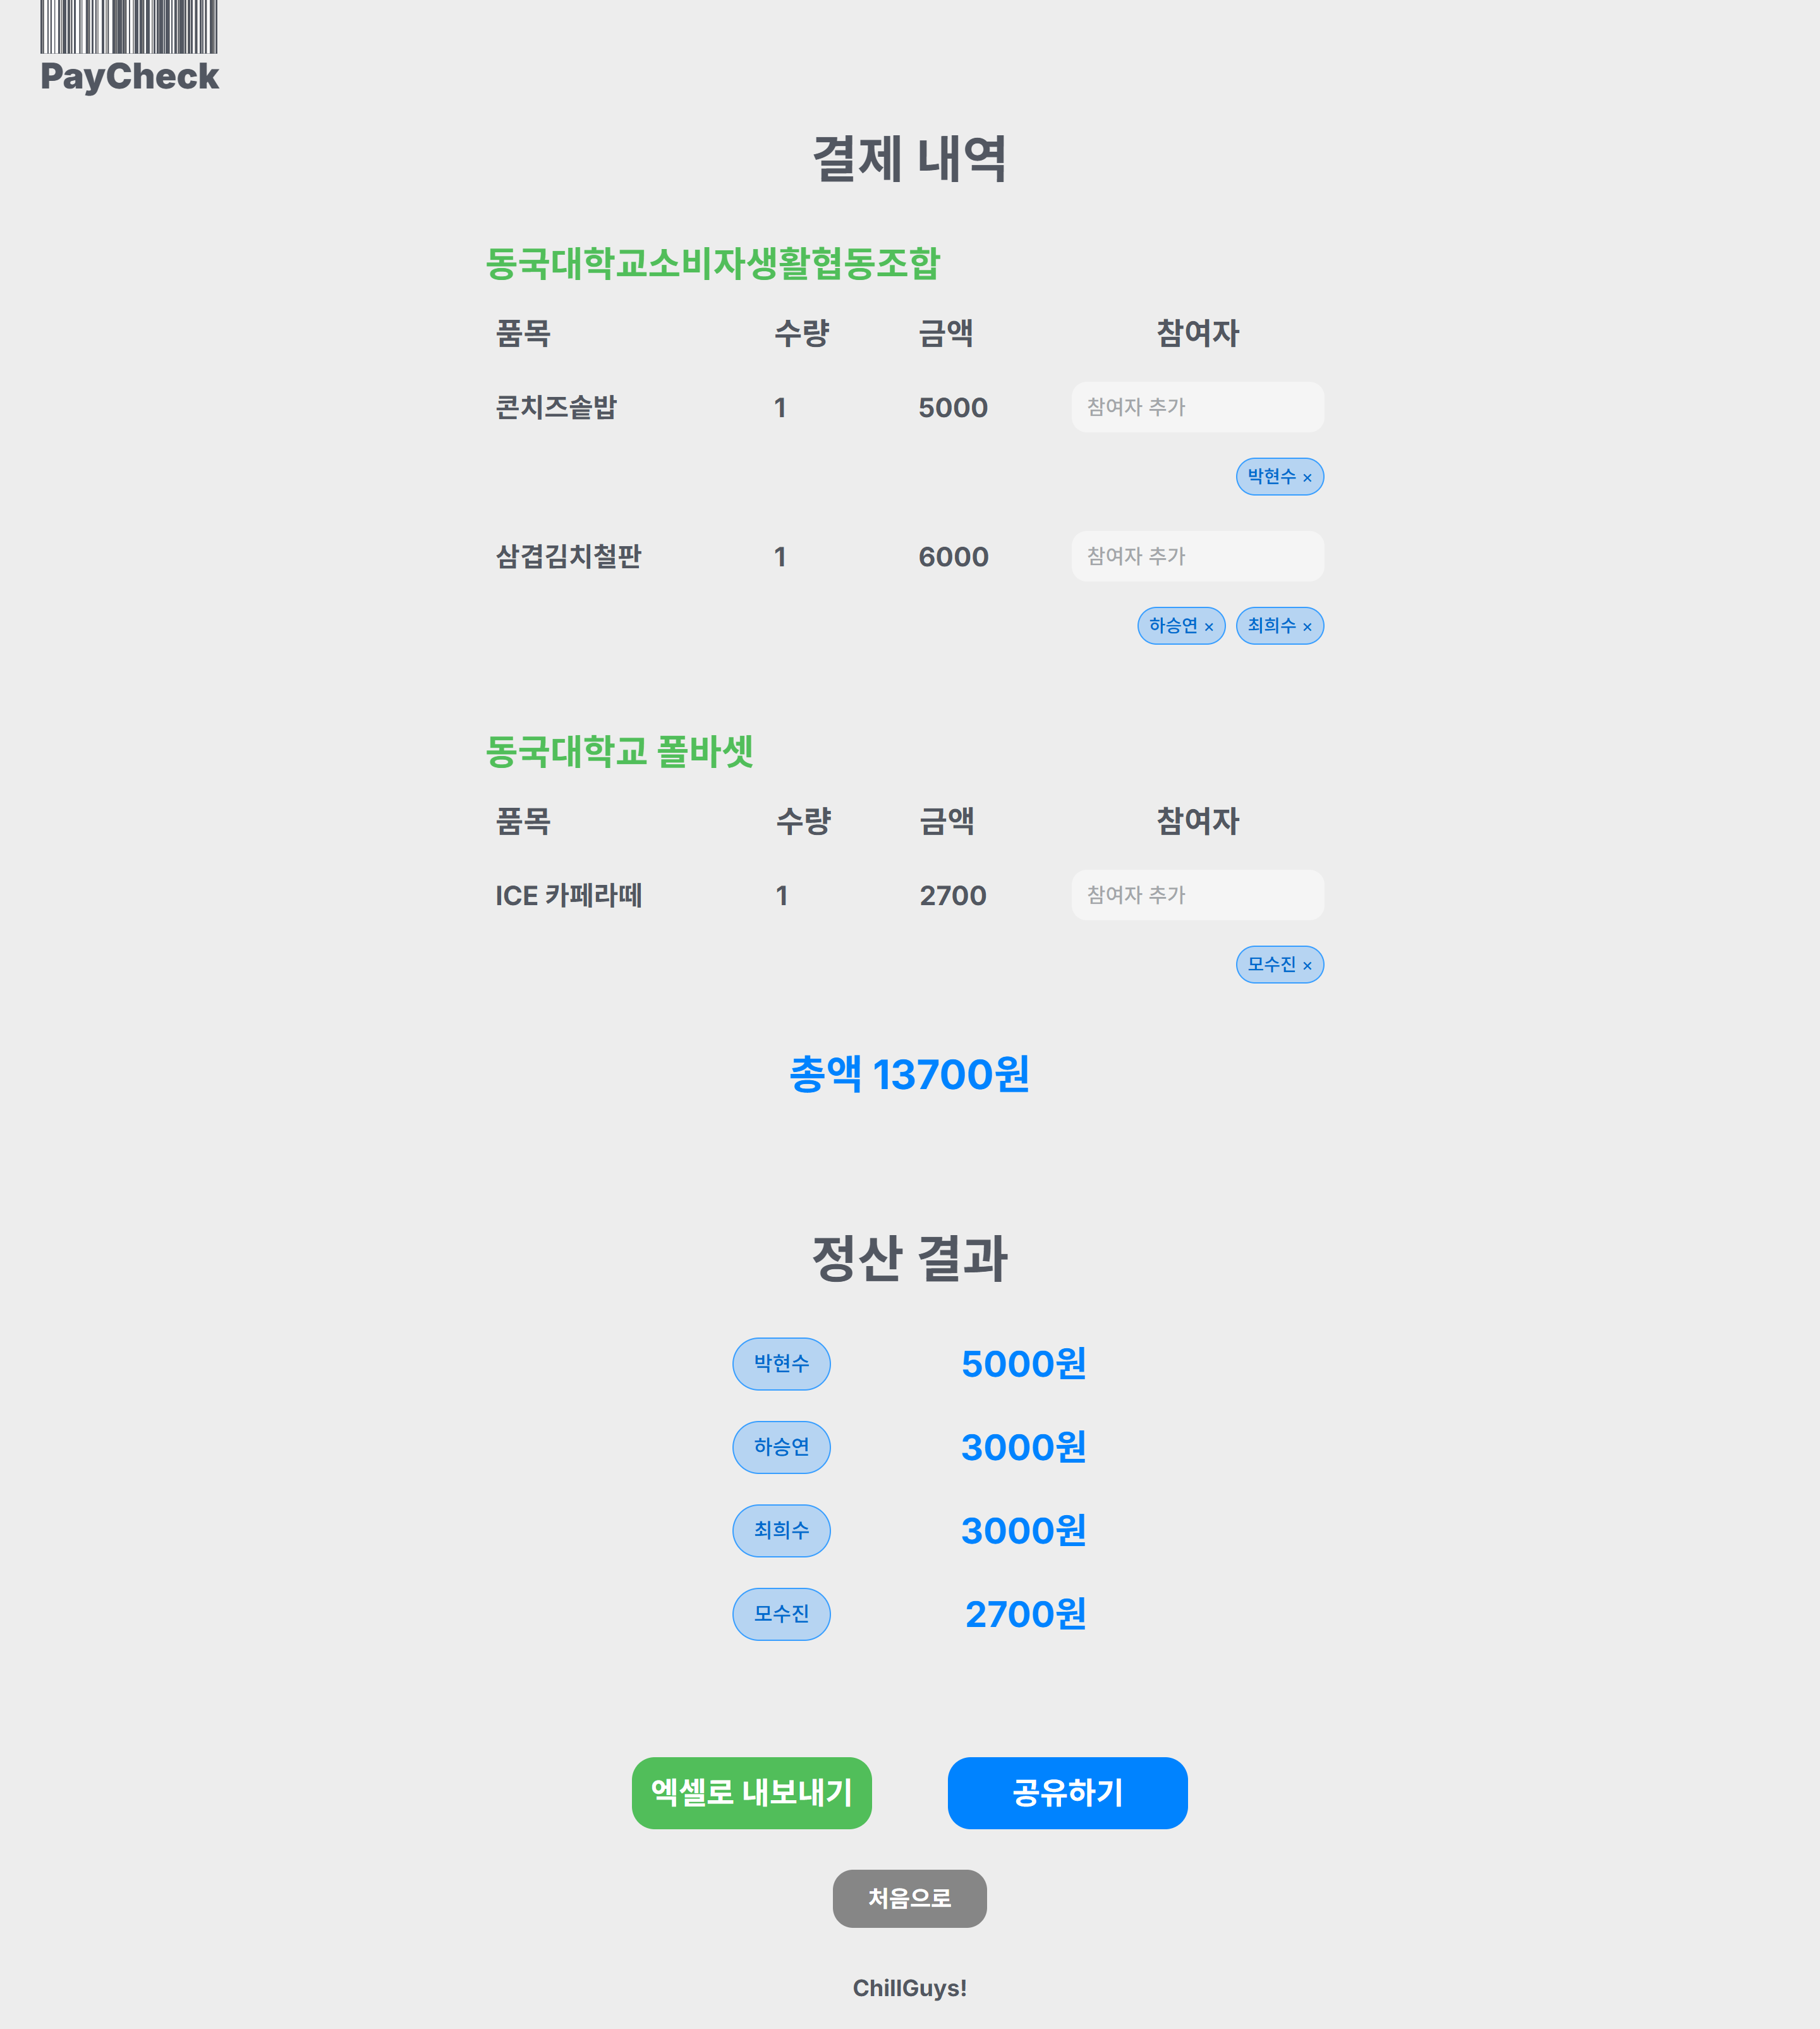 PayCheck
결제 내역
동국대학교소비자생활협동조합
품목 수량 금액 참여자
콘치즈솥밥 1 5000 참여자 추가
박현수 ×
삼겹김치철판 1 6000 참여자 추가
하승연 × 최희수 ×
동국대학교 폴바셋
품목 수량 금액 참여자
ICE 카페라떼 1 2700 참여자 추가
모수진 ×
총액 13700원
정산 결과
박현수 5000원
하승연 3000원
최희수 3000원
모수진 2700원
엑셀로 내보내기 공유하기
처음으로
ChillGuys!